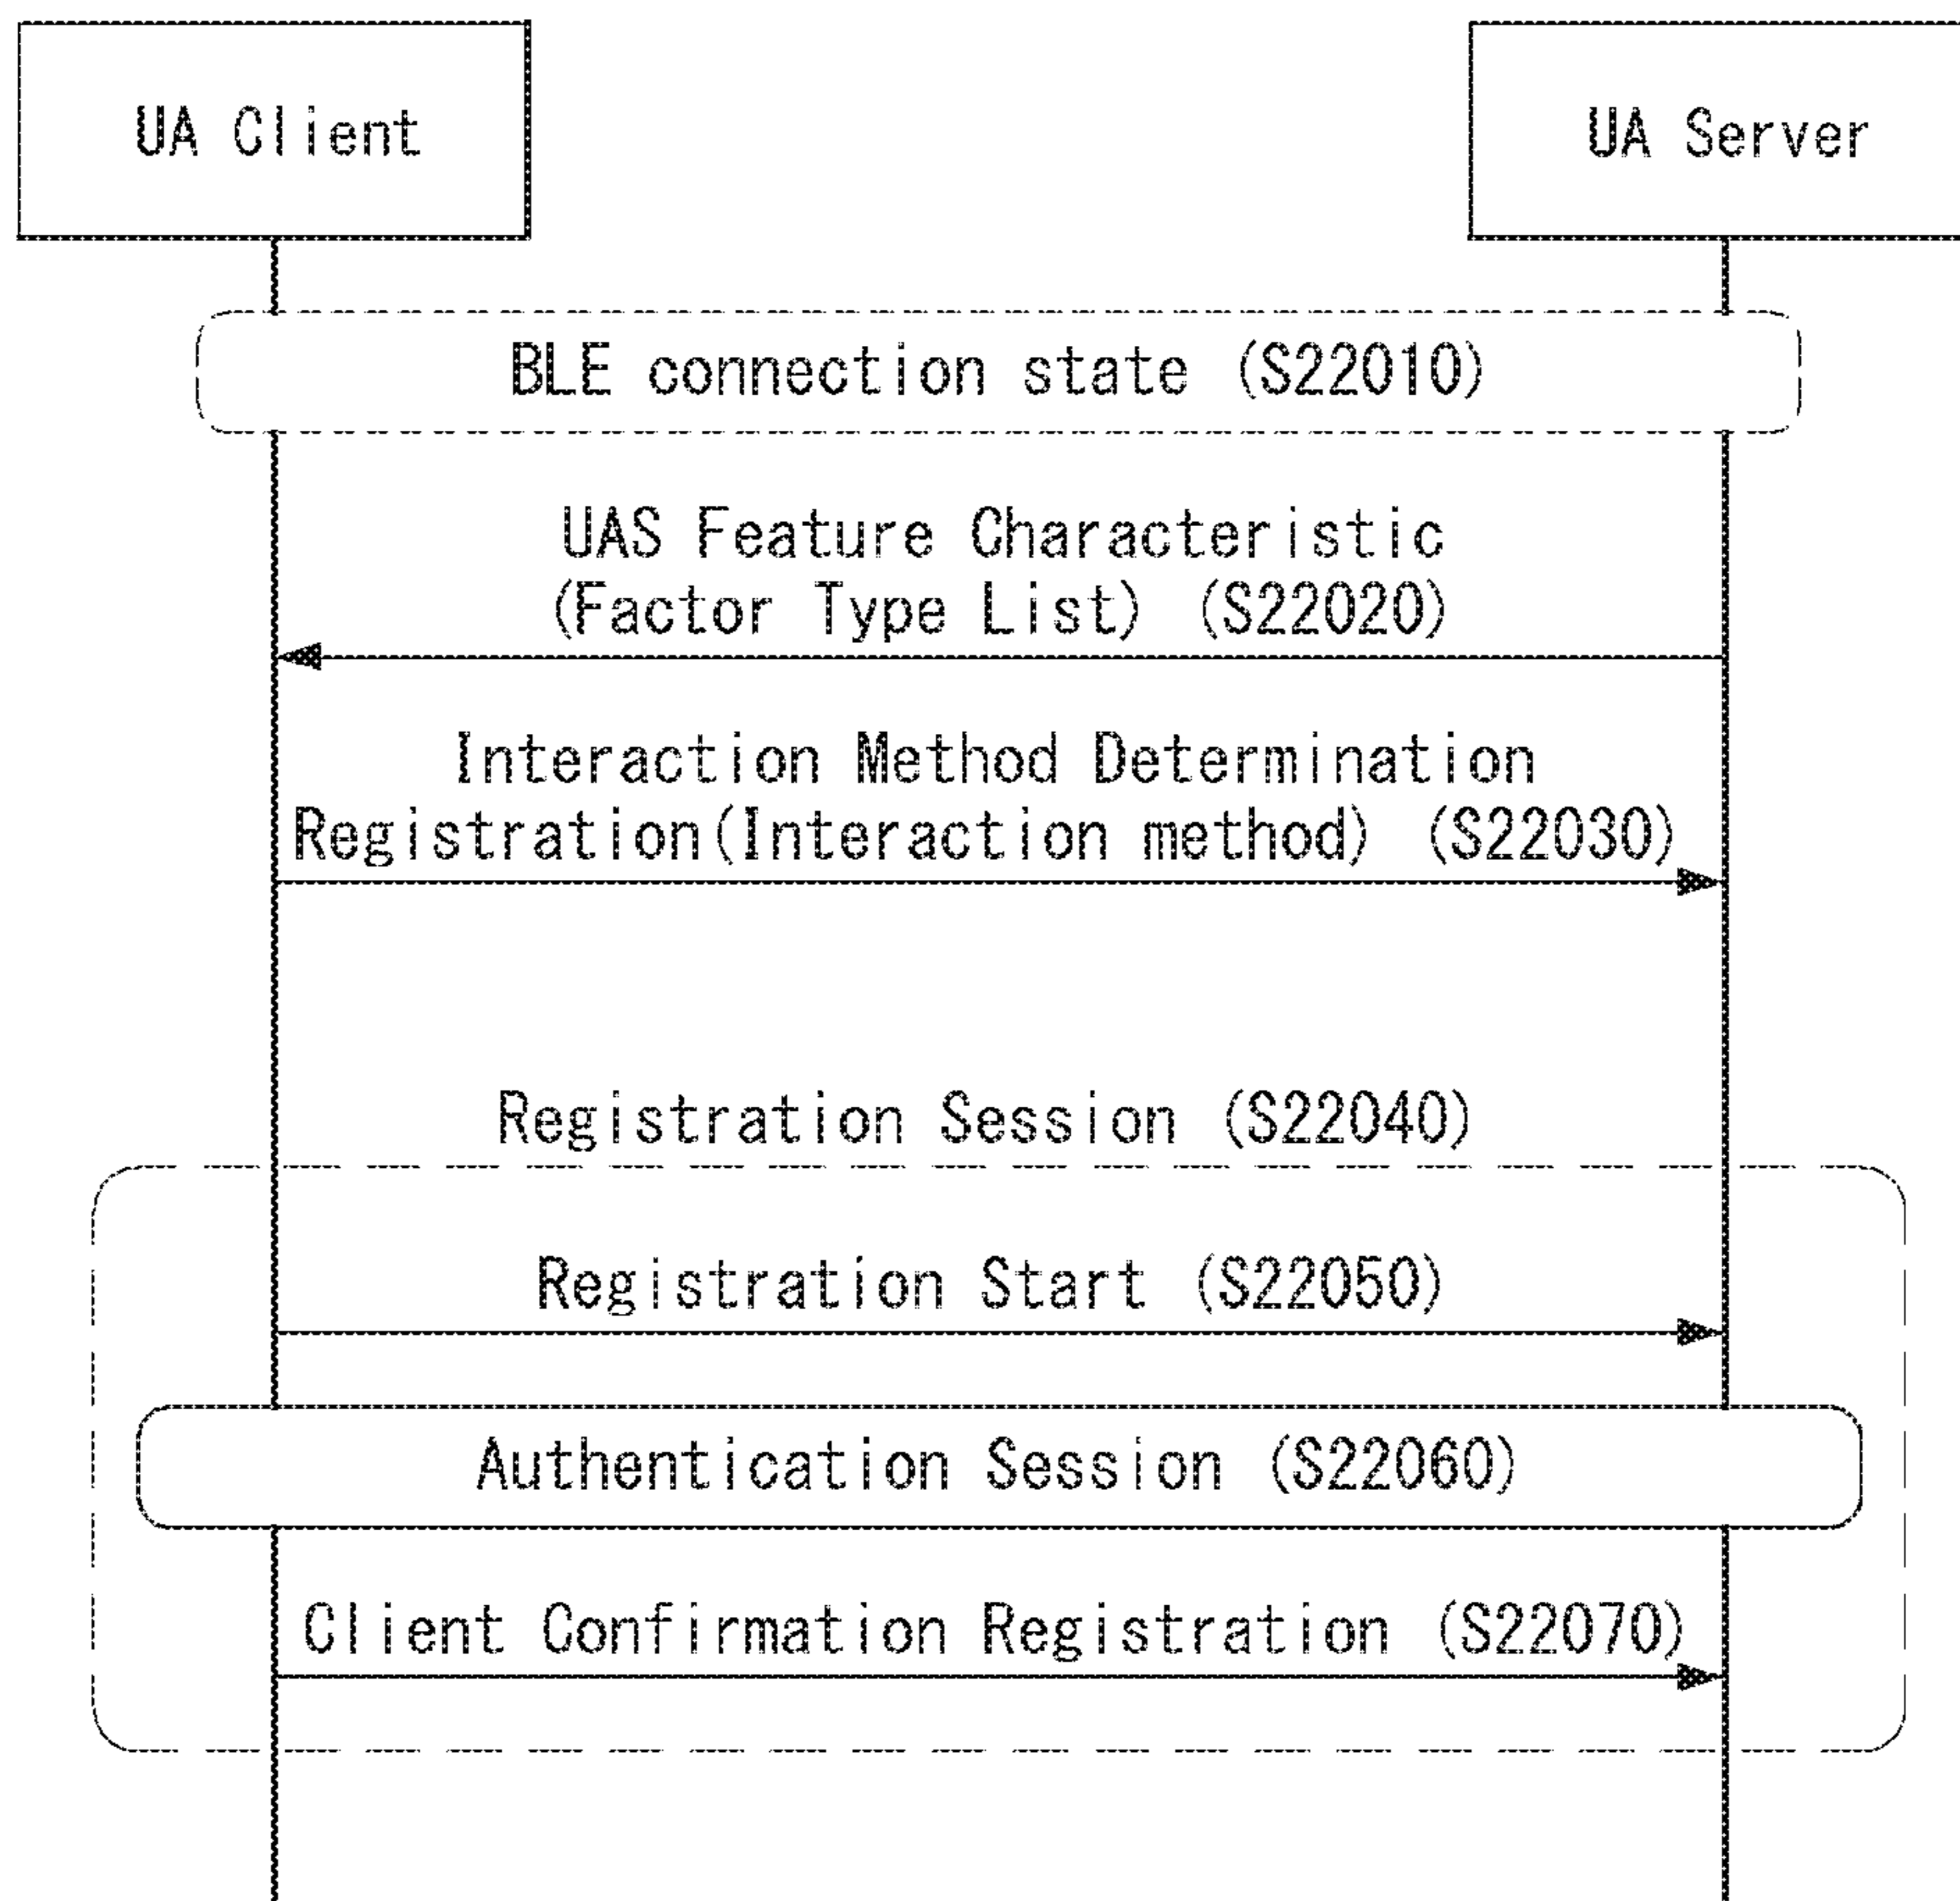 UA Client
UA Server
BLE connection state (S22010)
UAS Feature Characteristic
(Factor Type List) (S22020)
Interaction Method Determination
Registration(Interaction method) (S22030)
Registration Session (S22040)
Registration Start (S22050)
Authentication Session (S22060)
Client Confirmation Registration (S22070)